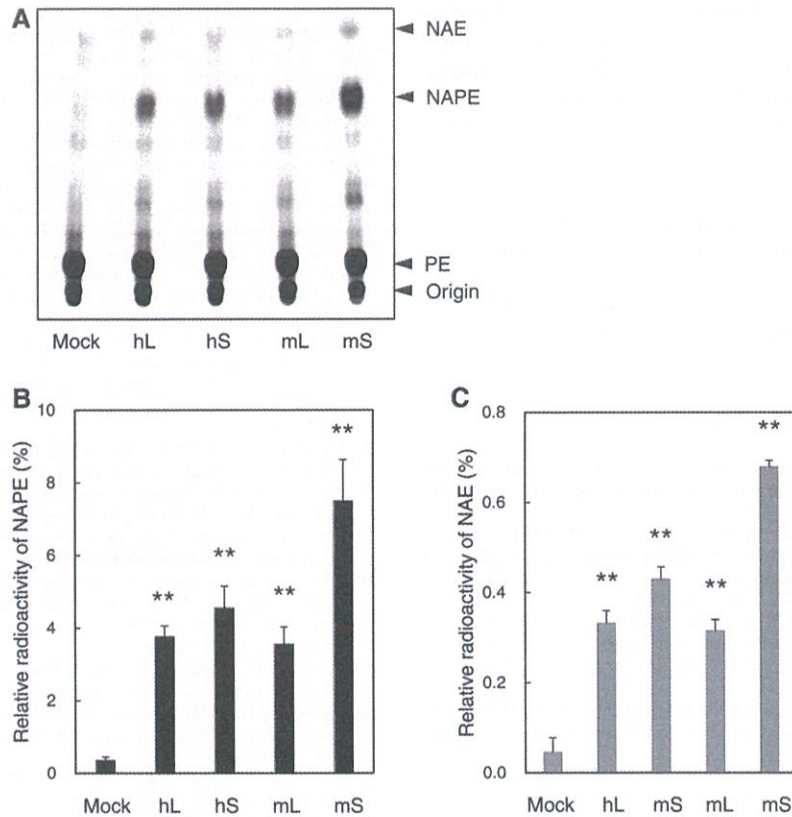 A
NAE
NAPE
PE
Origin
Mock hL hS mL mS
B
Relative radioactivity of NAPE (%)
10
8
6
4
2
0
**
**
**
**
Mock hL hS mL mS
C
Relative radioactivity of NAE (%)
0.8
0.6
0.4
0.2
0.0
**
**
**
**
Mock hL mS mL mS